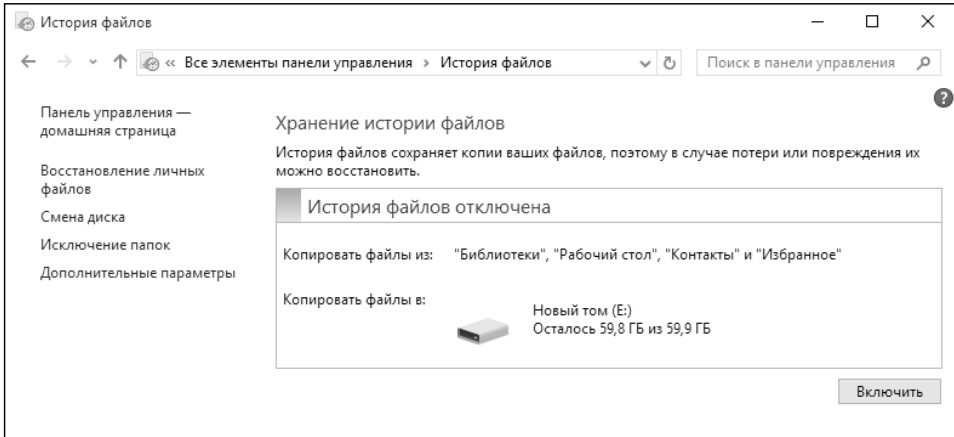 История файлов
« Все элементы панели управления › История файлов
Поиск в панели управления
?
Панель управления —
домашняя страница
Восстановление личных
файлов
Смена диска
Исключение папок
Дополнительные параметры
Хранение истории файлов
История файлов сохраняет копии ваших файлов, поэтому в случае потери или повреждения их
можно восстановить.
История файлов отключена
Копировать файлы из: "Библиотеки", "Рабочий стол", "Контакты" и "Избранное"
Копировать файлы в:
Новый том (E:)
Осталось 59,8 ГБ из 59,9 ГБ
Включить